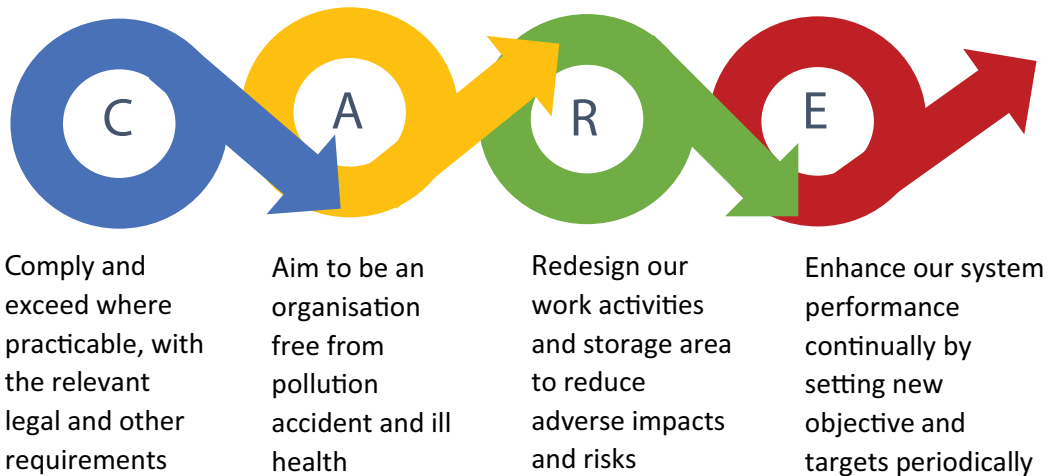 C
A
R
E
Comply and
exceed where
practicable, with
the relevant
legal and other
requirements
Aim to be an
organisation
free from
pollution
accident and ill
health
Redesign our
work activities
and storage area
to reduce
adverse impacts
and risks
Enhance our system
performance
continually by
setting new
objective and
targets periodically